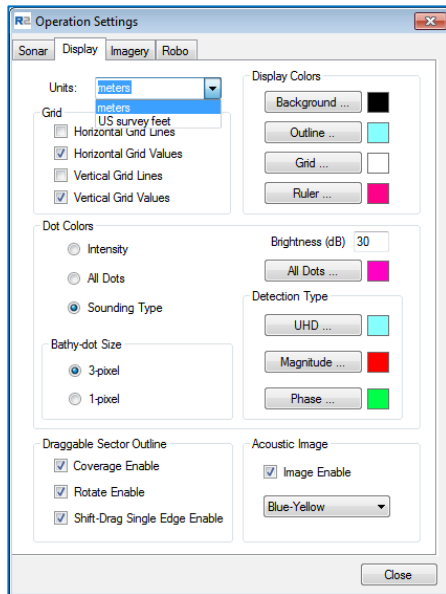 R2 Operation Settings
Sonar Display Imagery Robo
Units: meters
meters
US survey feet
Grid
Horizontal Grid Lines
Horizontal Grid Values
Vertical Grid Lines
Vertical Grid Values
Display Colors
Background ...
Outline ..
Grid ...
Ruler ...
Dot Colors
Intensity
All Dots
Sounding Type
Brightness (dB) 30
All Dots ...
Bathy-dot Size
3-pixel
1-pixel
Detection Type
UHD ...
Magnitude ...
Phase ...
Draggable Sector Outline
Coverage Enable
Rotate Enable
Shift-Drag Single Edge Enable
Acoustic Image
Image Enable
Blue-Yellow
Close